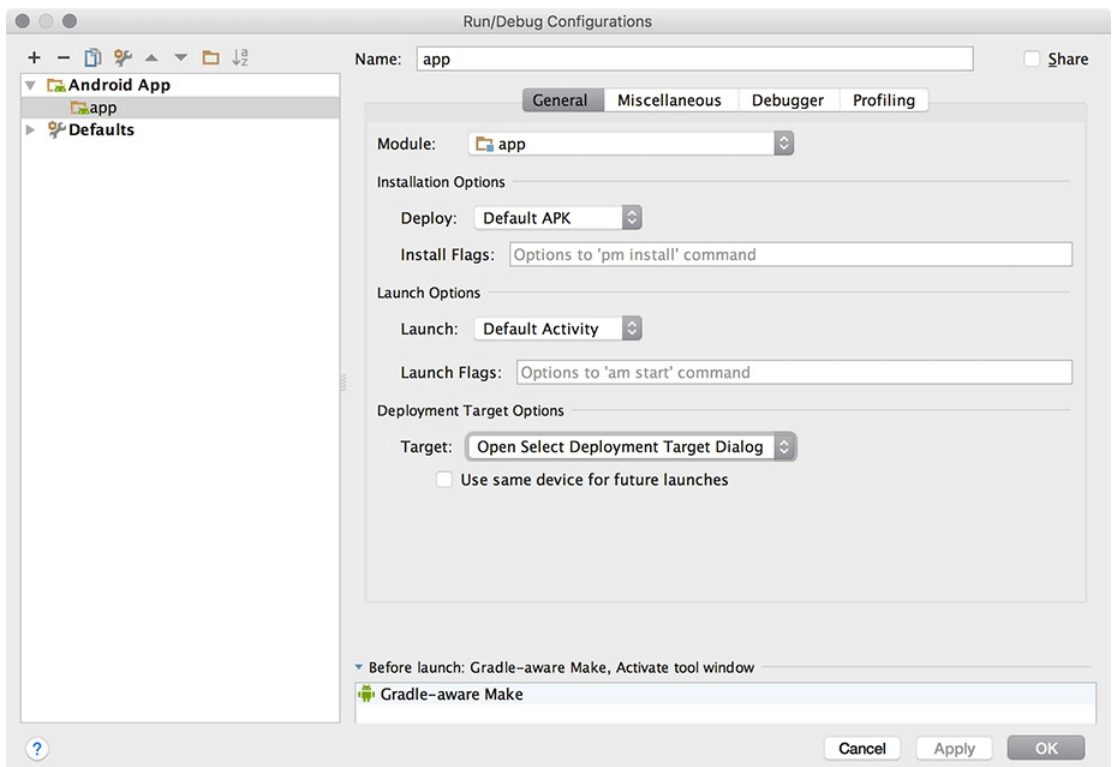 Run/Debug Configurations
Name: app Share
Android App
app
Defaults
General Miscellaneous Debugger Profiling
Module: app
Installation Options
Deploy: Default APK
Install Flags: Options to 'pm install' command
Launch Options
Launch: Default Activity
Launch Flags: Options to 'am start' command
Deployment Target Options
Target: Open Select Deployment Target Dialog
Use same device for future launches
Before launch: Gradle-aware Make, Activate tool window
Gradle-aware Make
? Cancel Apply OK